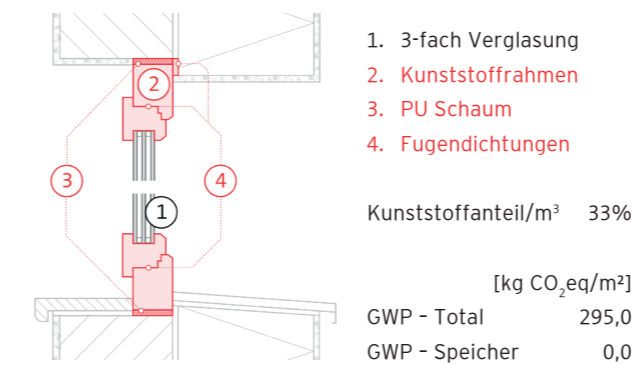 1. 3-fach Verglasung
2. Kunststoffrahmen
3. PU Schaum
4. Fugendichtungen
Kunststoffanteil/m³ 33%
[kg CO₂eq/m²]
GWP – Total 295,0
GWP – Speicher 0,0
2
3
4
1